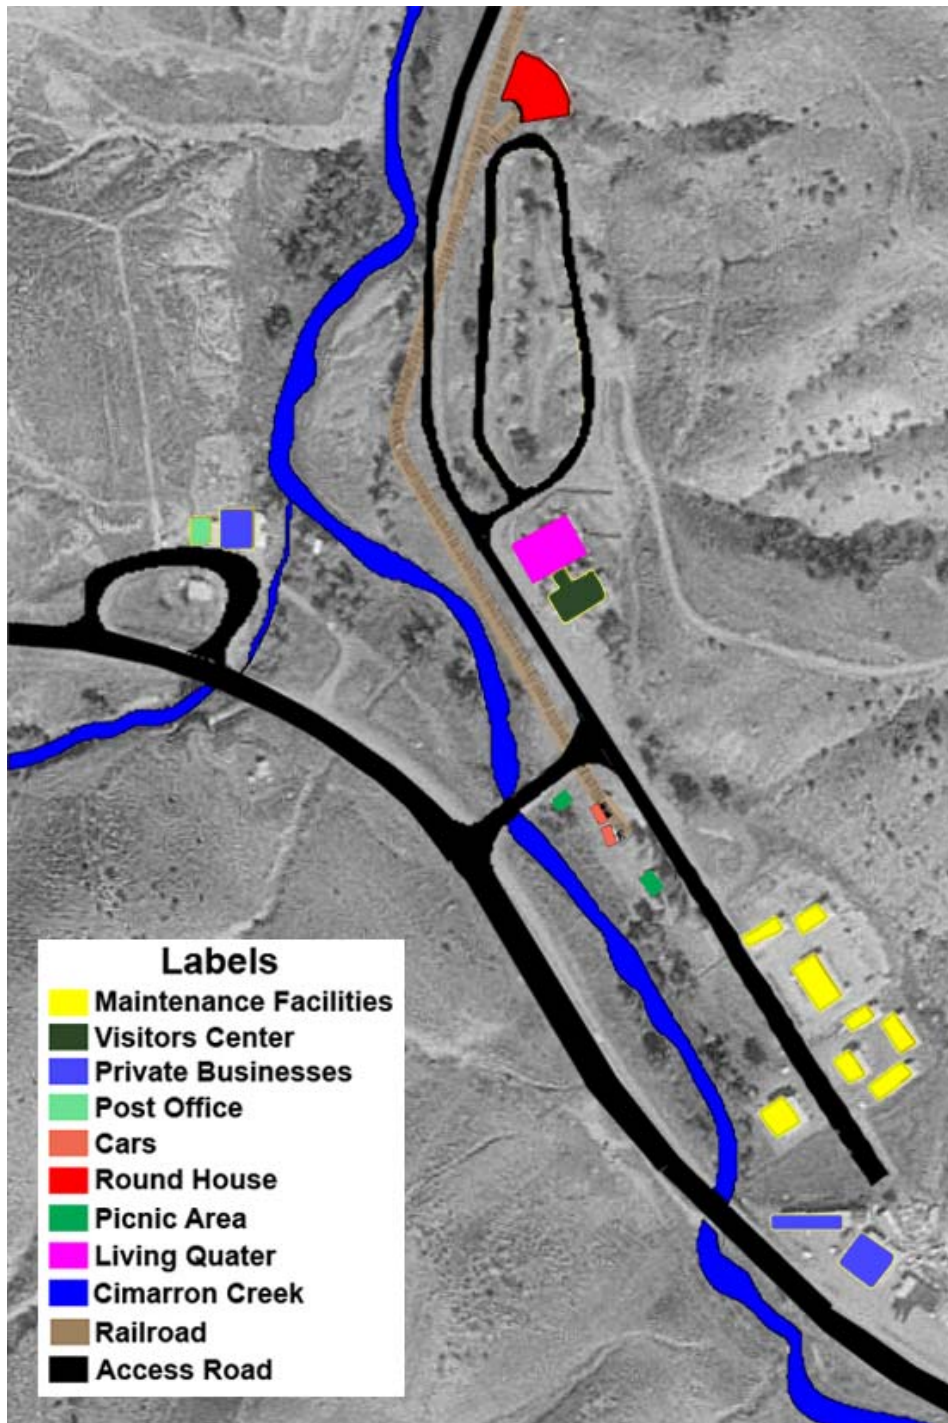 Labels
Maintenance Facilities
Visitors Center
Private Businesses
Post Office
Cars
Round House
Picnic Area
Living Quater
Cimarron Creek
Railroad
Access Road